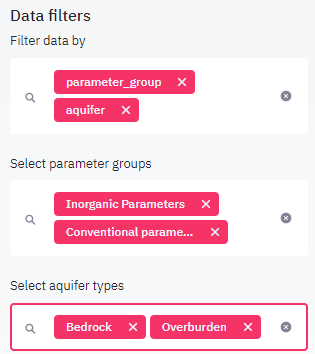 Data filters
Filter data by
parameter_group
aquifer
Select parameter groups
Inorganic Parameters
Conventional parame...
Select aquifer types
Bedrock Overburden